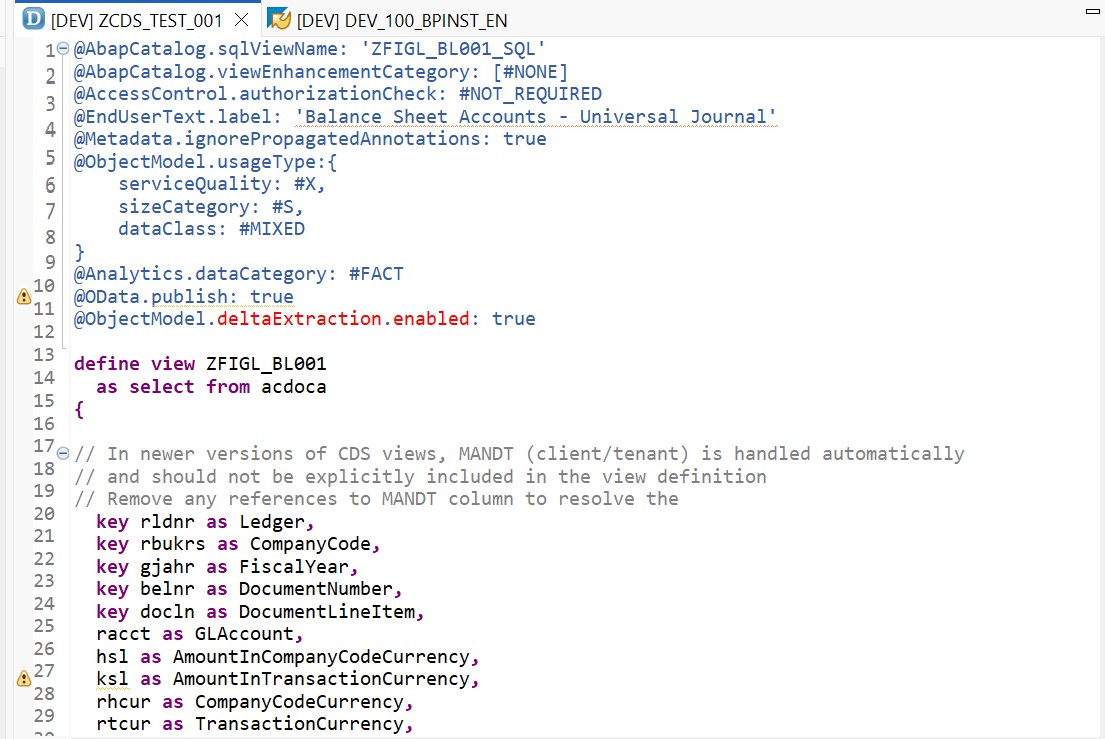 [DEV] ZCDS_TEST_001
[DEV] DEV_100_BPINST_EN
1 @AbapCatalog.sqlViewName: 'ZFIGL_BL001_SQL'
2 @AbapCatalog.viewEnhancementCategory: [#NONE]
3 @AccessControl.authorizationCheck: #NOT_REQUIRED
4 @EndUserText.label: 'Balance Sheet Accounts - Universal Journal'
5 @Metadata.ignorePropagatedAnnotations: true
6 @ObjectModel.usageType:{
7 serviceQuality: #X,
8 sizeCategory: #S,
9 dataClass: #MIXED
10 }
11 @Analytics.dataCategory: #FACT
12 @OData.publish: true
13 @ObjectModel.deltaExtraction.enabled: true
14
15 define view ZFIGL_BL001
16 as select from acdoca
17 {
18
19 // In newer versions of CDS views, MANDT (client/tenant) is handled automatically
20 // and should not be explicitly included in the view definition
21 // Remove any references to MANDT column to resolve the
22 key rldnr as Ledger,
23 key rbukrs as CompanyCode,
24 key gjahr as FiscalYear,
25 key belnr as DocumentNumber,
26 key docln as DocumentLineItem,
27 racct as GLAccount,
28 hsl as AmountInCompanyCodeCurrency,
29 ksl as AmountInTransactionCurrency,
rhcur as CompanyCodeCurrency,
rtcur as TransactionCurrency,